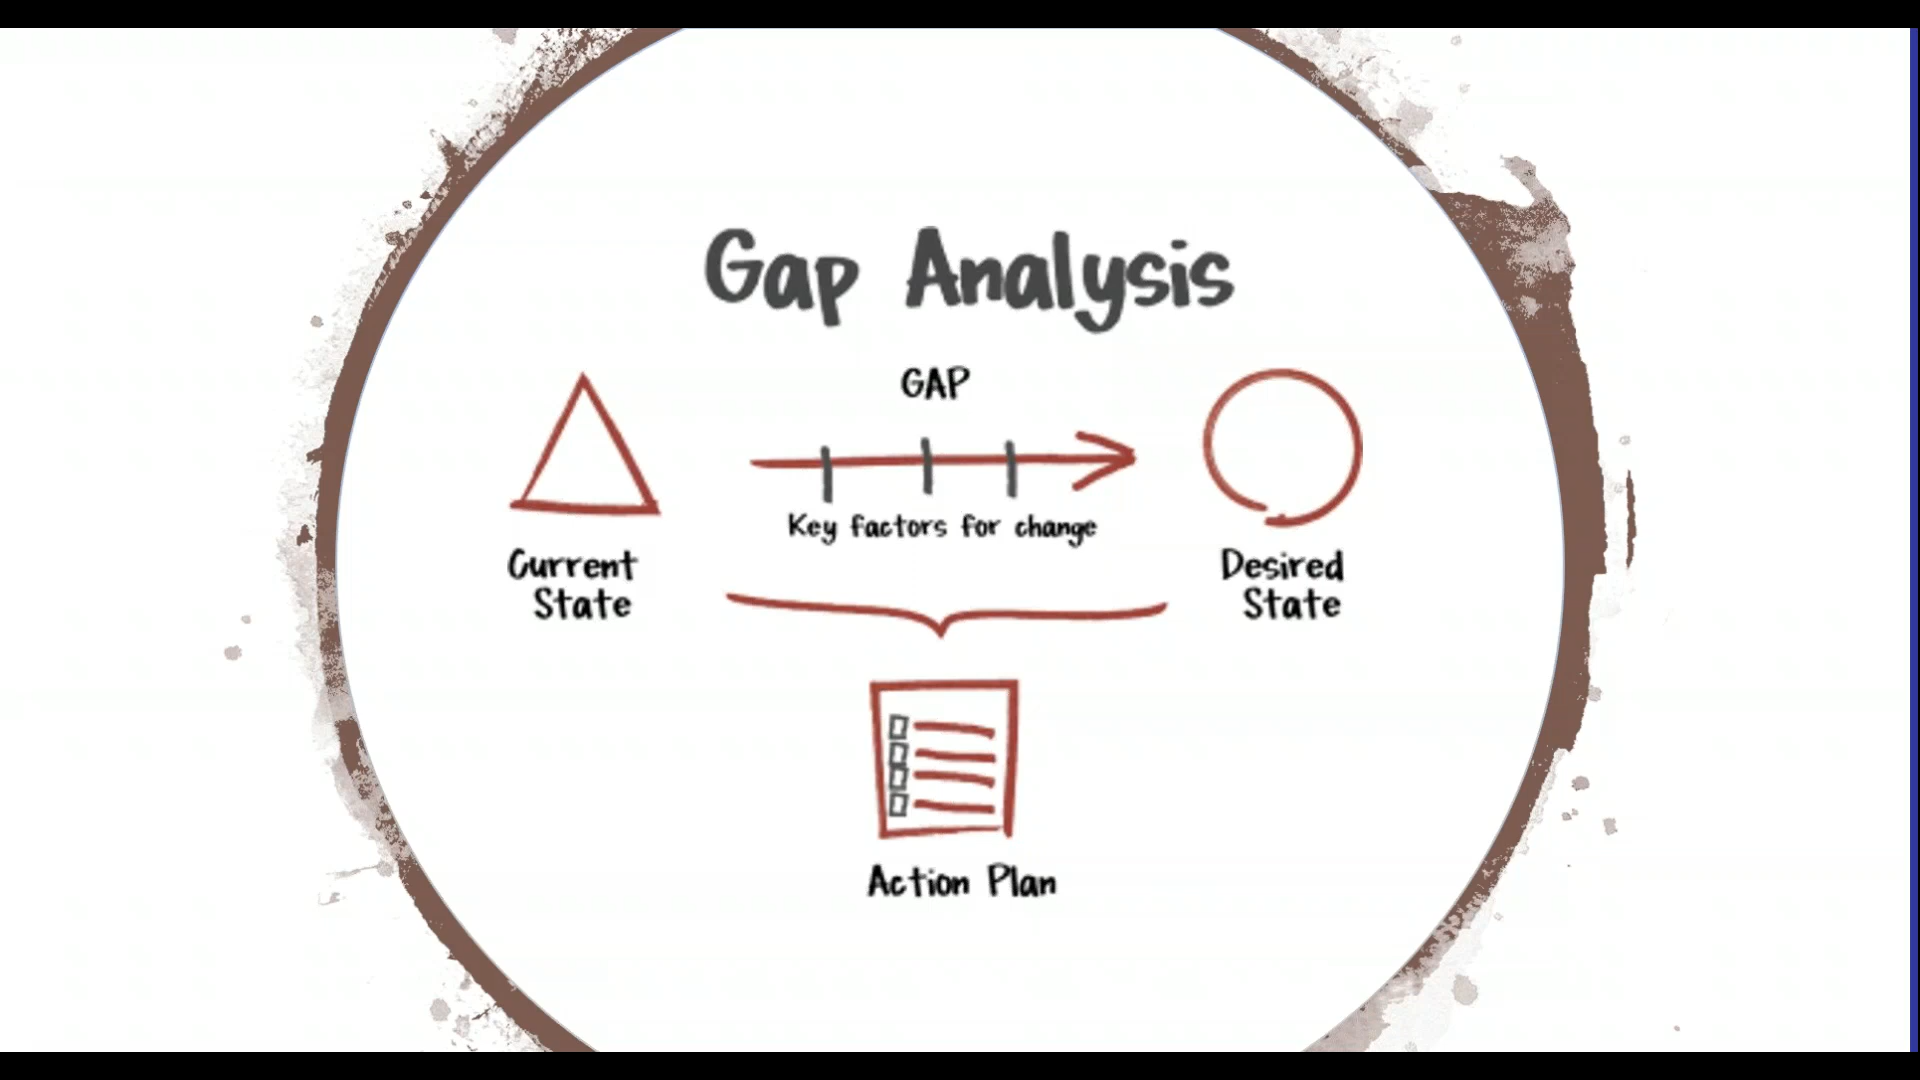 Gap Analysis
GAP
Key factors for change
Current
State
Desired
State
Action Plan